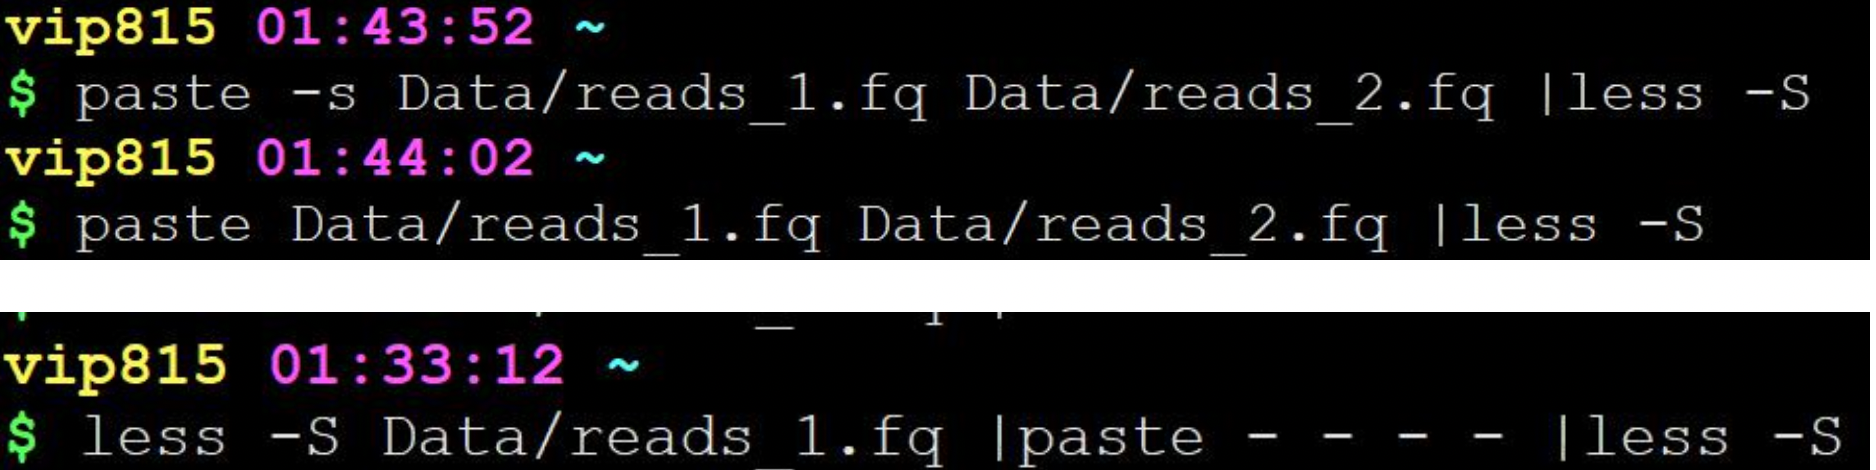 vip815 01:43:52 ~
$ paste -s Data/reads_1.fq Data/reads_2.fq |less -S
vip815 01:44:02 ~
$ paste Data/reads_1.fq Data/reads_2.fq |less -S
vip815 01:33:12 ~
$ less -S Data/reads_1.fq |paste - - - - |less -S